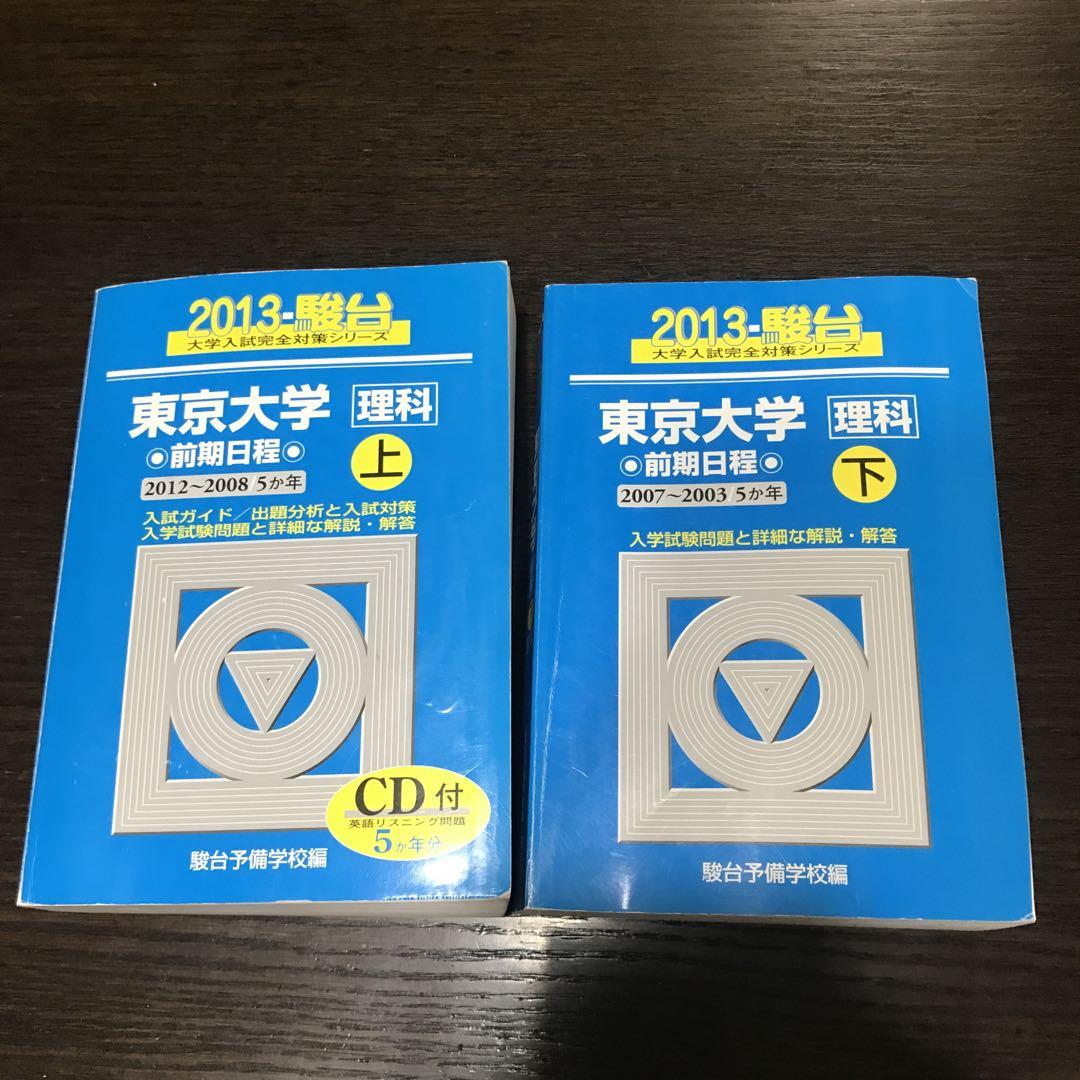 2013-駿台
大学入試完全対策シリーズ
東京大学 理科
◎前期日程◎ 上
2012～2008/5か年
入試ガイド／出題分析と入試対策
入学試験問題と詳細な解説・解答
CD付
英語リスニング問題
5か年分
駿台予備学校編
2013-駿台
大学入試完全対策シリーズ
東京大学 理科
◎前期日程◎ 下
2007～2003/5か年
入学試験問題と詳細な解説・解答
駿台予備学校編